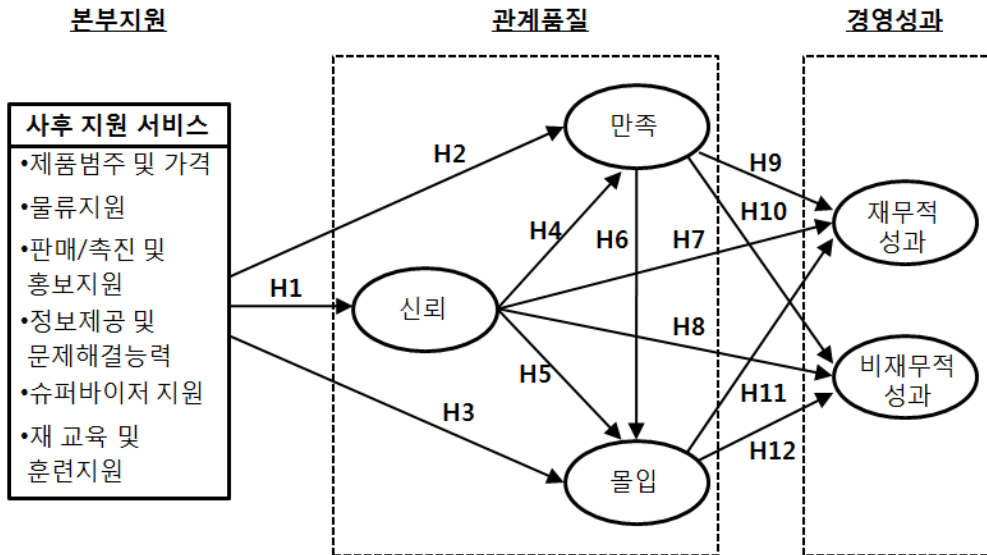 본부지원
관계품질
경영성과
사후 지원 서비스
•제품범주 및 가격
•물류지원
•판매/촉진 및
홍보지원
•정보제공 및
문제해결능력
•슈퍼바이저 지원
•재 교육 및
훈련지원
H1
H2
H3
신뢰
만족
몰입
H4
H5
H6
H7
H8
H9
H10
H11
H12
재무적
성과
비재무적
성과